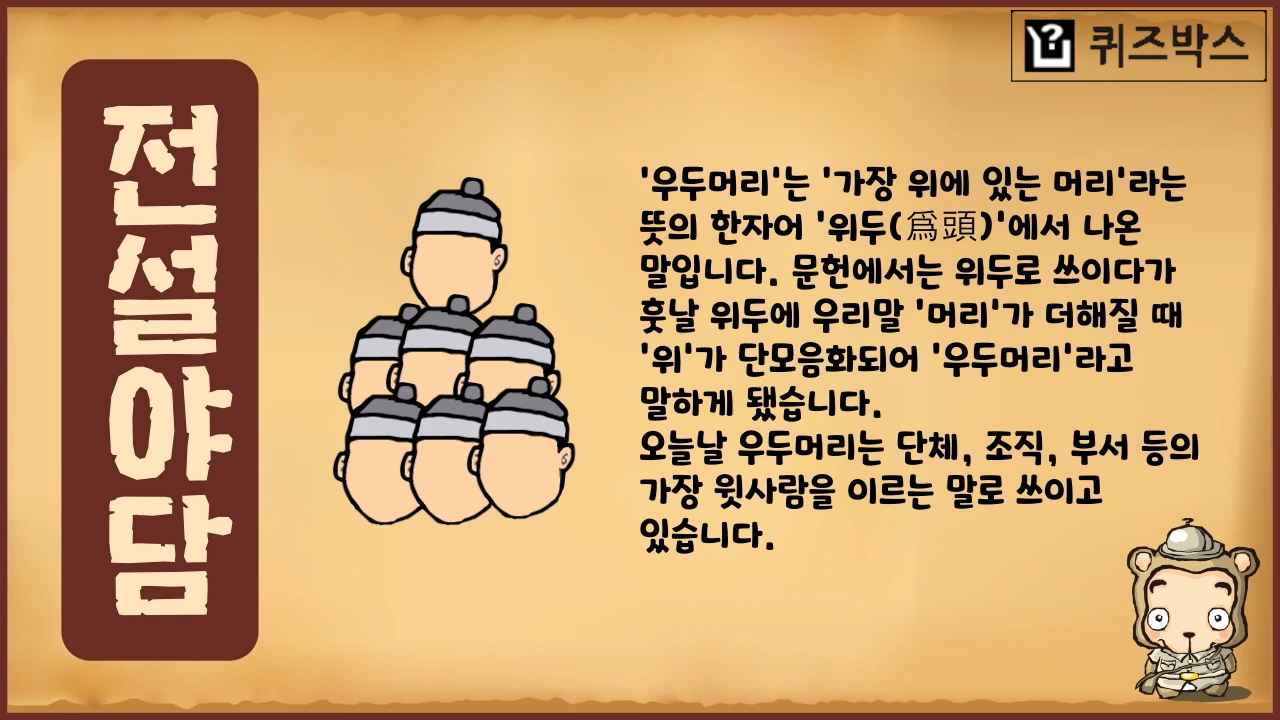 퀴즈박스
전설야담
'우두머리'는 '가장 위에 있는 머리'라는
뜻의 한자어 '위두(爲頭)'에서 나온
말입니다. 문헌에서는 위두로 쓰이다가
훗날 위두에 우리말 '머리'가 더해질 때
'위'가 단모음화되어 '우두머리'라고
말하게 됐습니다.
오늘날 우두머리는 단체, 조직, 부서 등의
가장 윗사람을 이르는 말로 쓰이고
있습니다.